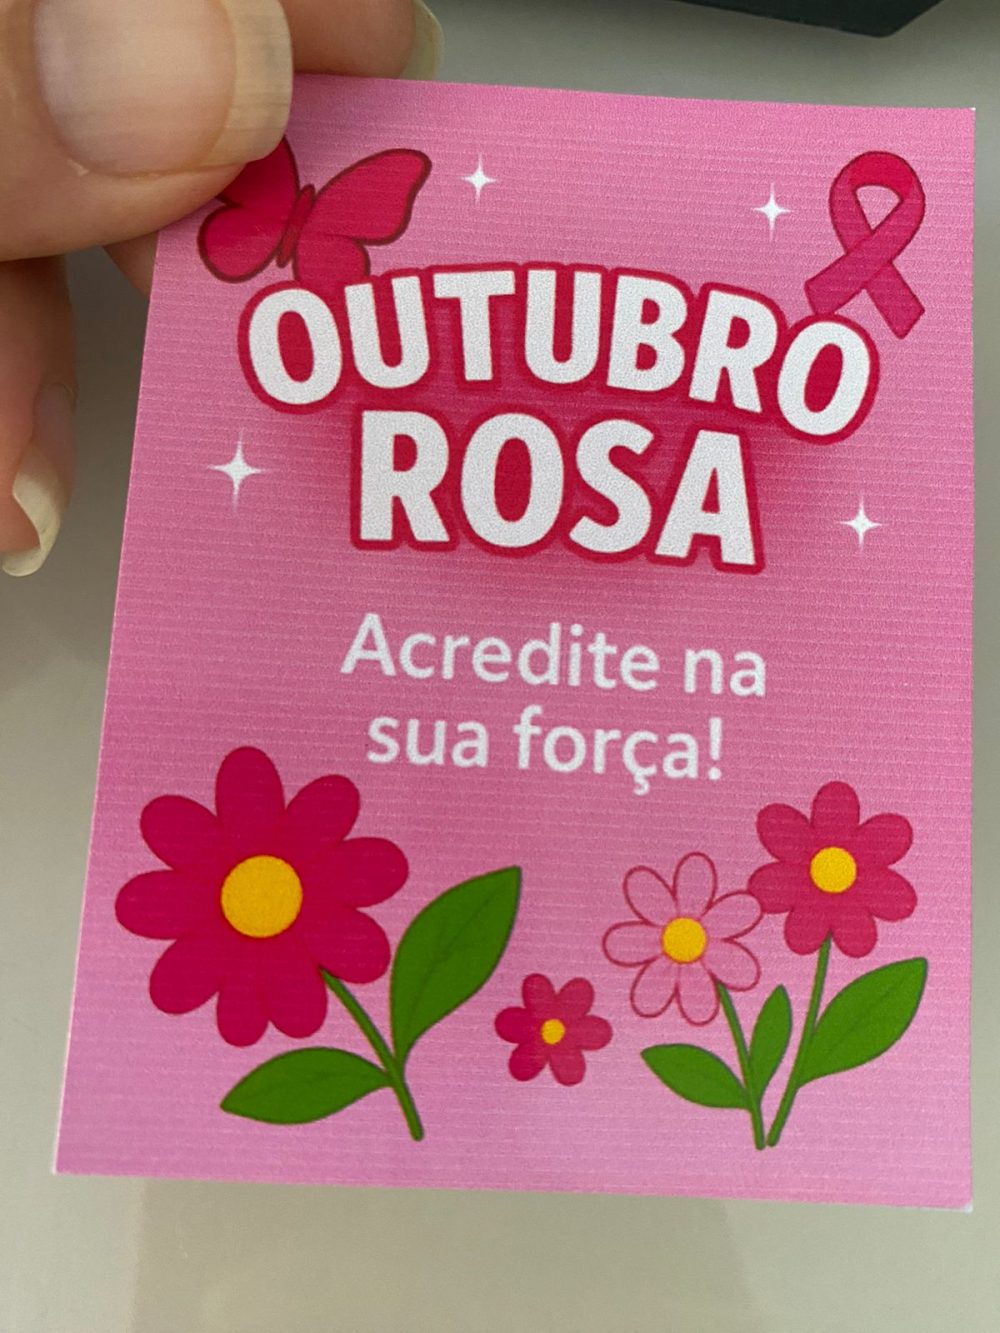 OUTUBRO
ROSA
Acredite na
sua força!